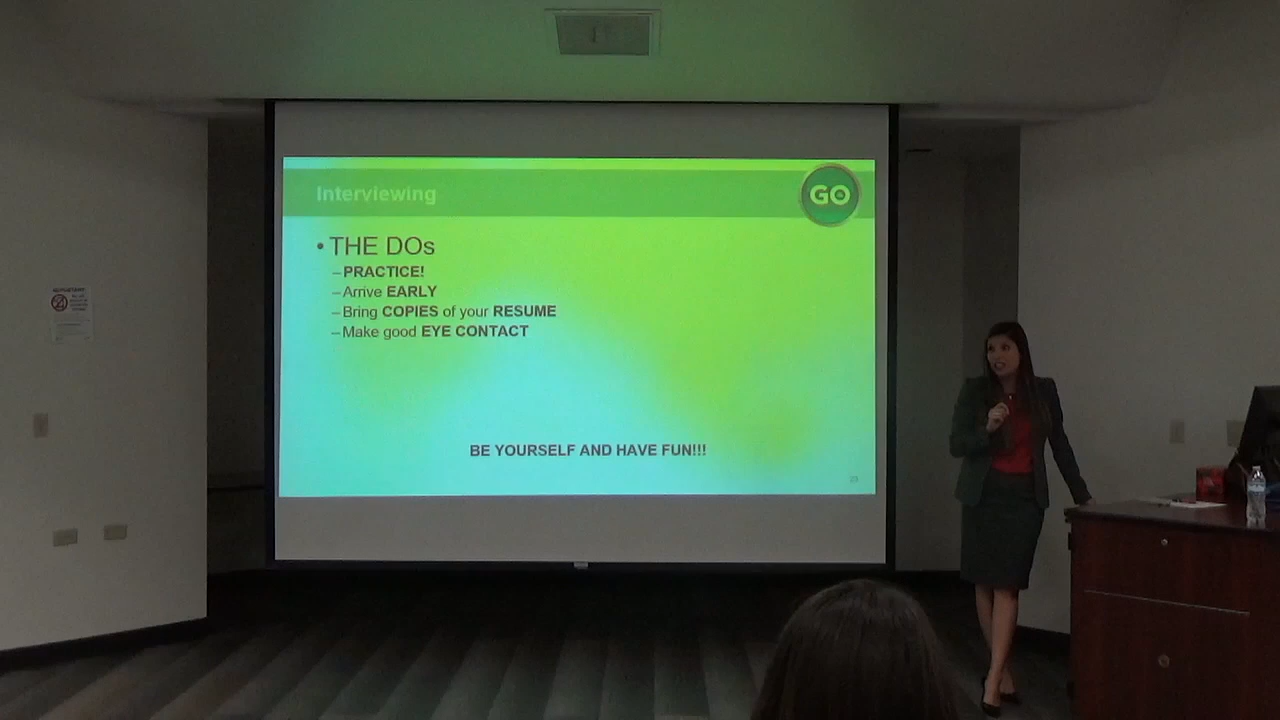 Interviewing
GO
• THE DOs
– PRACTICE!
– Arrive EARLY
– Bring COPIES of your RESUME
– Make good EYE CONTACT
BE YOURSELF AND HAVE FUN!!!